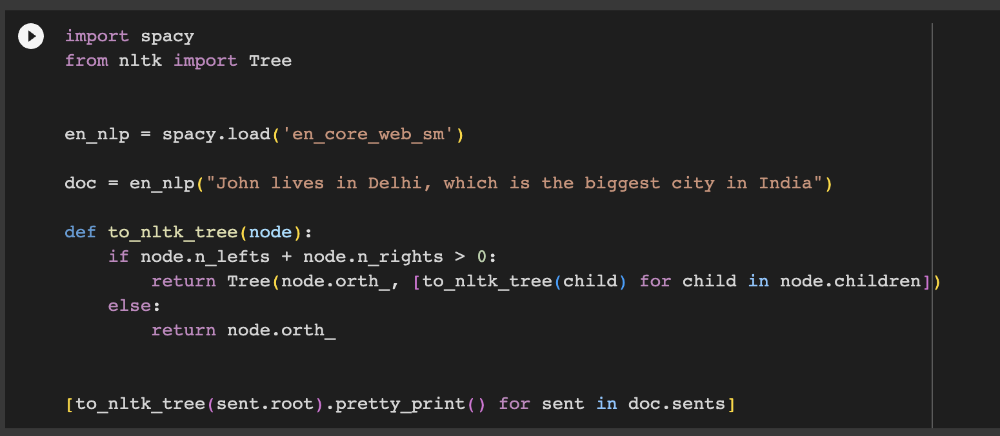 import spacy
from nltk import Tree
en_nlp = spacy.load('en_core_web_sm')
doc = en_nlp("John lives in Delhi, which is the biggest city in India")
def to_nltk_tree(node):
    if node.n_lefts + node.n_rights > 0:
        return Tree(node.orth_, [to_nltk_tree(child) for child in node.children])
    else:
        return node.orth_
[to_nltk_tree(sent.root).pretty_print() for sent in doc.sents]